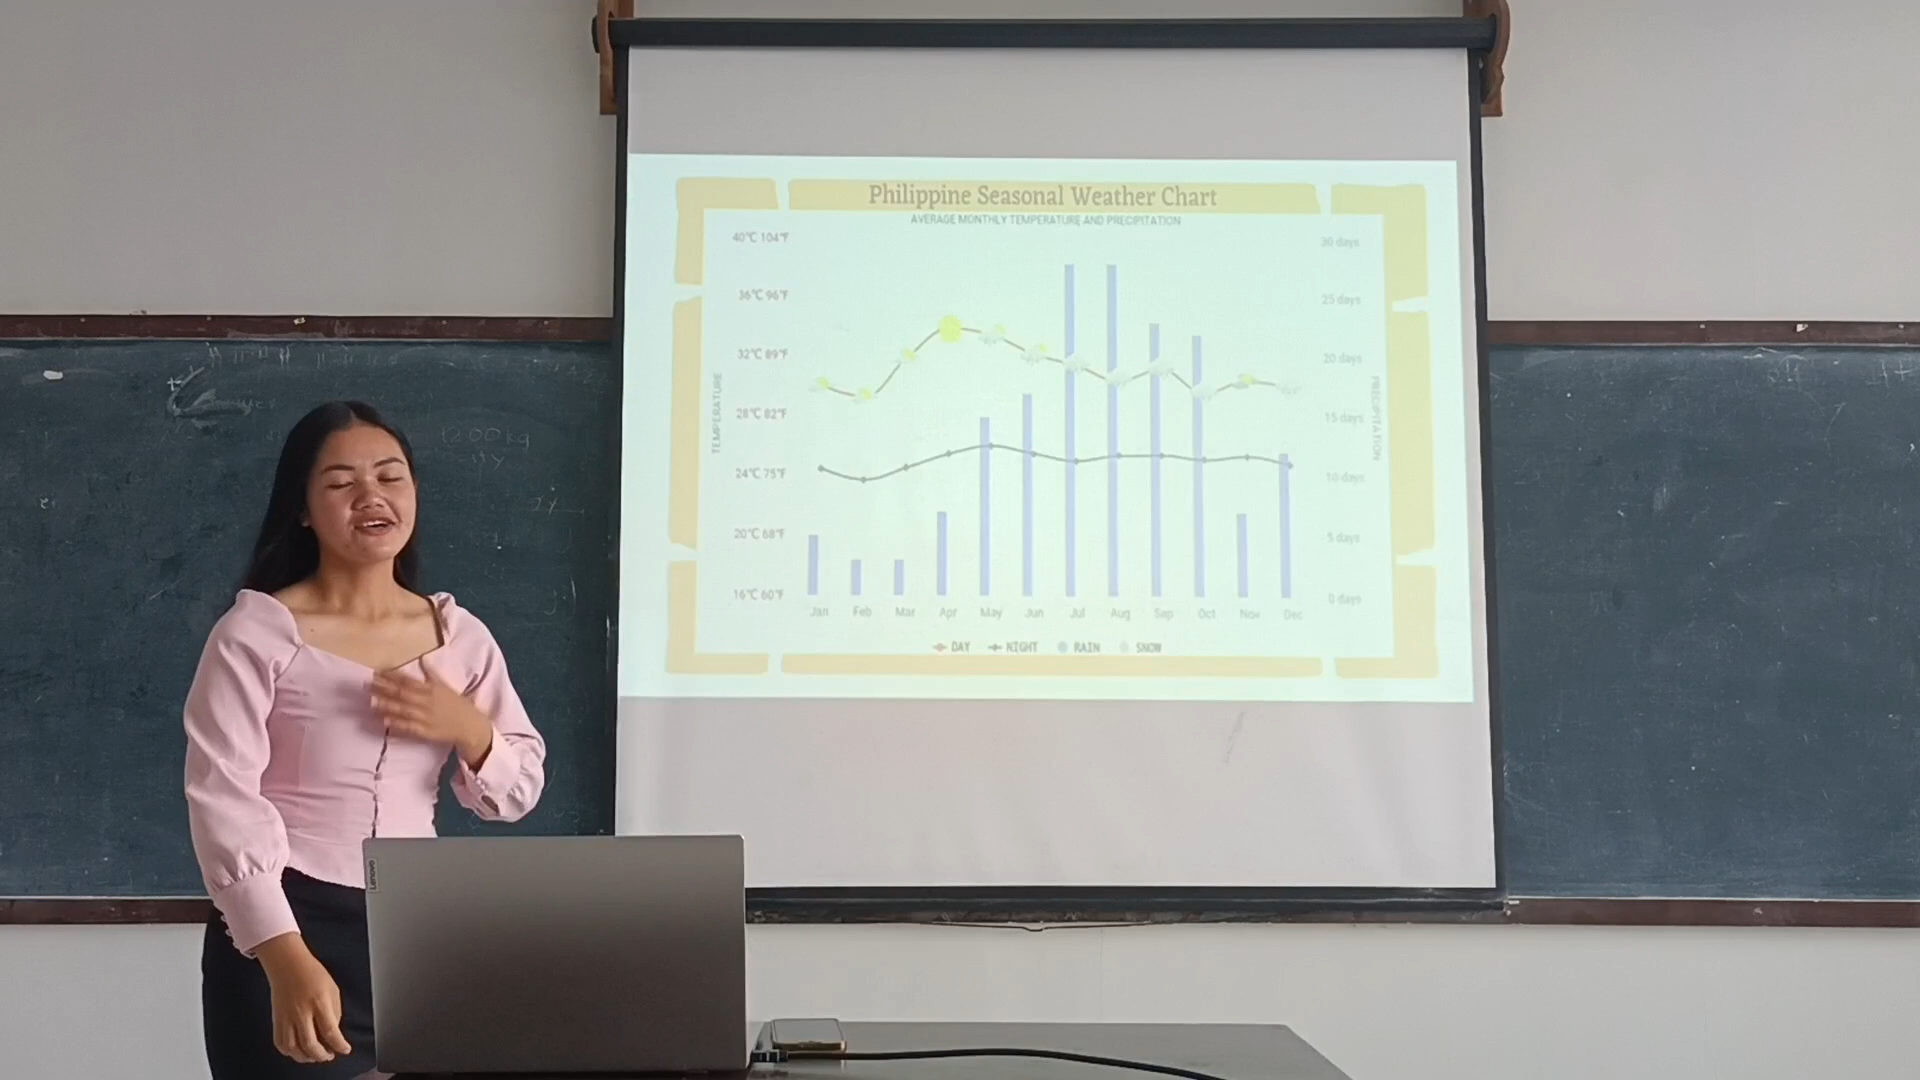 Philippine Seasonal Weather Chart
AVERAGE MONTHLY TEMPERATURE AND PRECIPITATION
40°C 104°F
30 days
36°C 96°F
25 days
32°C 89°F
20 days
TEMPERATURE
PRECIPITATION
28°C 82°F
15 days
24°C 75°F
10 days
20°C 68°F
5 days
16°C 60°F
0 days
Jan Feb Mar Apr May Jun Jul Aug Sep Oct Nov Dec
DAY NIGHT RAIN SNOW
1200kg
Lenovo